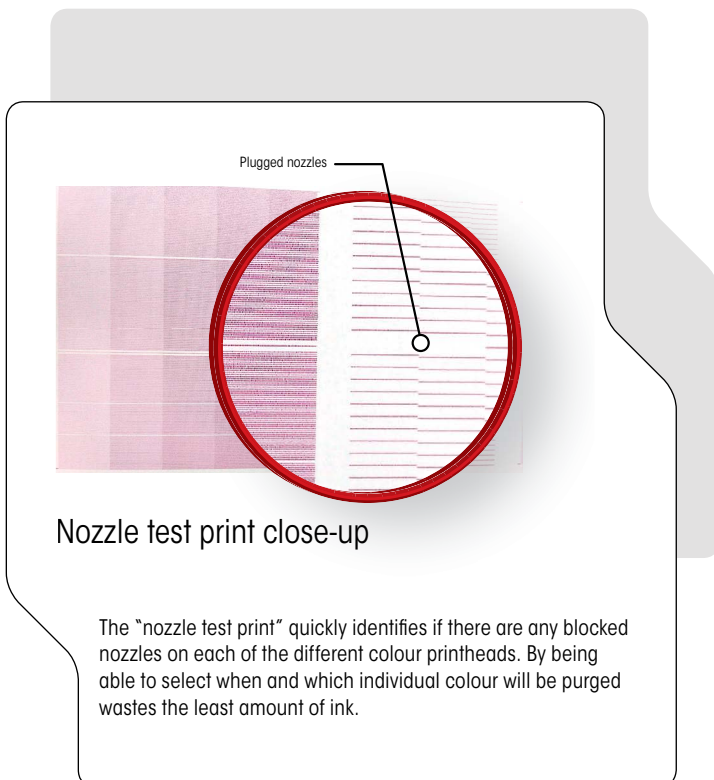 Plugged nozzles
Nozzle test print close-up
The “nozzle test print” quickly identifies if there are any blocked
nozzles on each of the different colour printheads. By being
able to select when and which individual colour will be purged
wastes the least amount of ink.